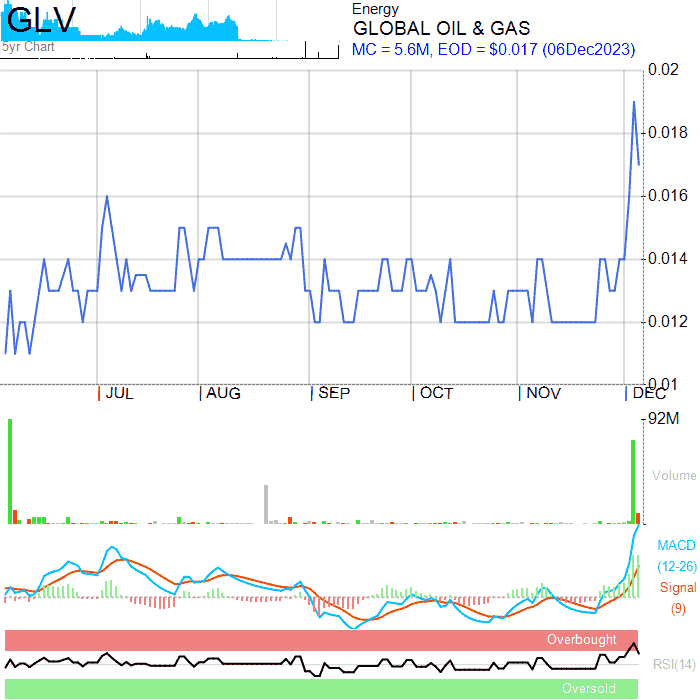 GLV
5yr Chart
Energy
GLOBAL OIL & GAS
MC = 5.6M, EOD = $0.017 (06Dec2023)
0.02
0.018
0.016
0.014
0.012
0.01
JUL AUG SEP OCT NOV DEC
92M
Volume
MACD
(12-26)
Signal
(9)
Overbought
RSI(14)
Oversold